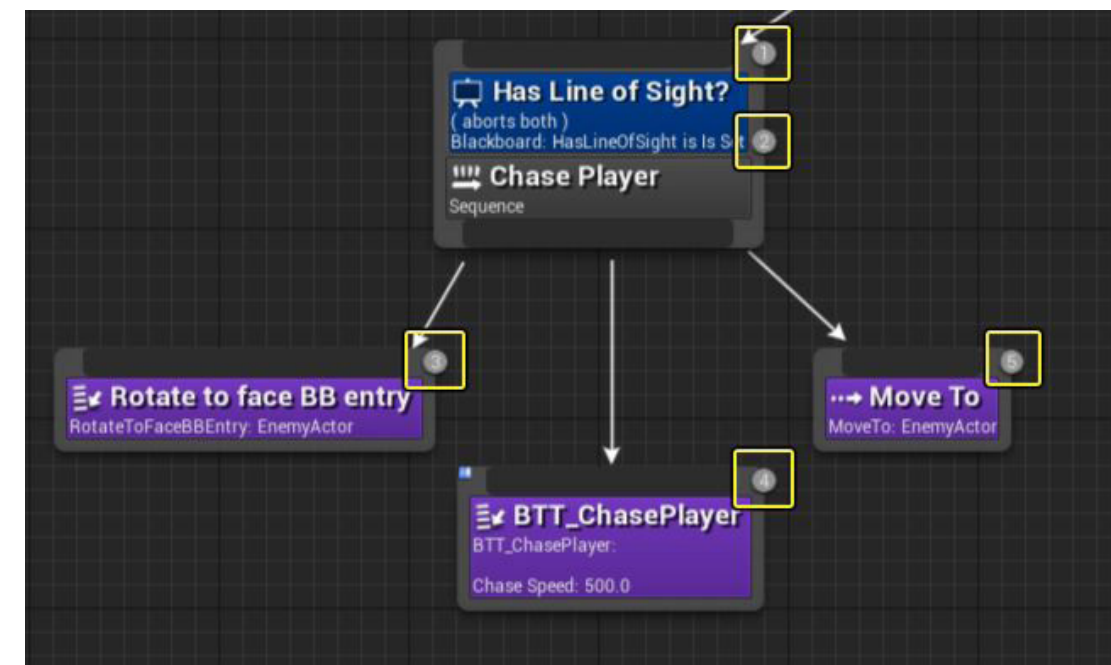 1
Has Line of Sight?
( aborts both )
Blackboard: HasLineOfSight is Is Set
2
Chase Player
Sequence
3
Rotate to face BB entry
RotateToFaceBBEntry: EnemyActor
4
BTT_ChasePlayer
BTT_ChasePlayer:
Chase Speed: 500.0
5
Move To
MoveTo: EnemyActor